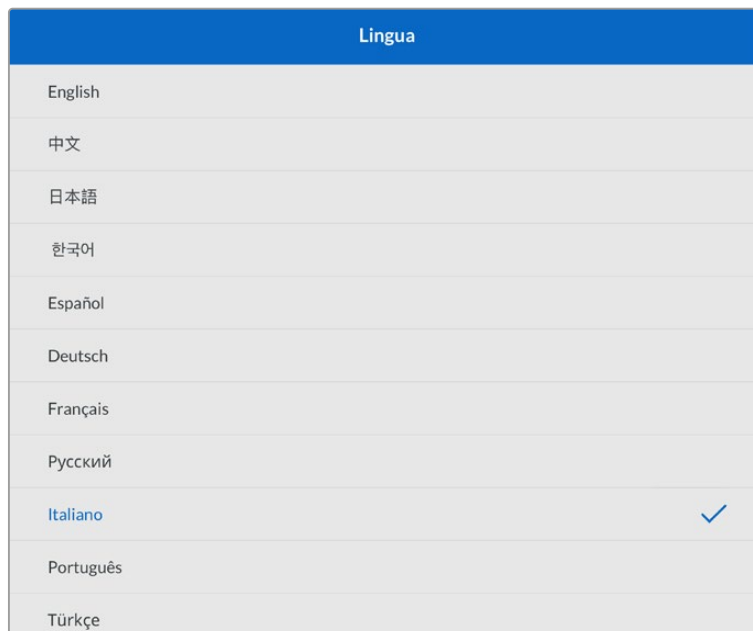 Lingua
English
中文
日本語
한국어
Español
Deutsch
Français
Русский
Italiano
Português
Türkçe